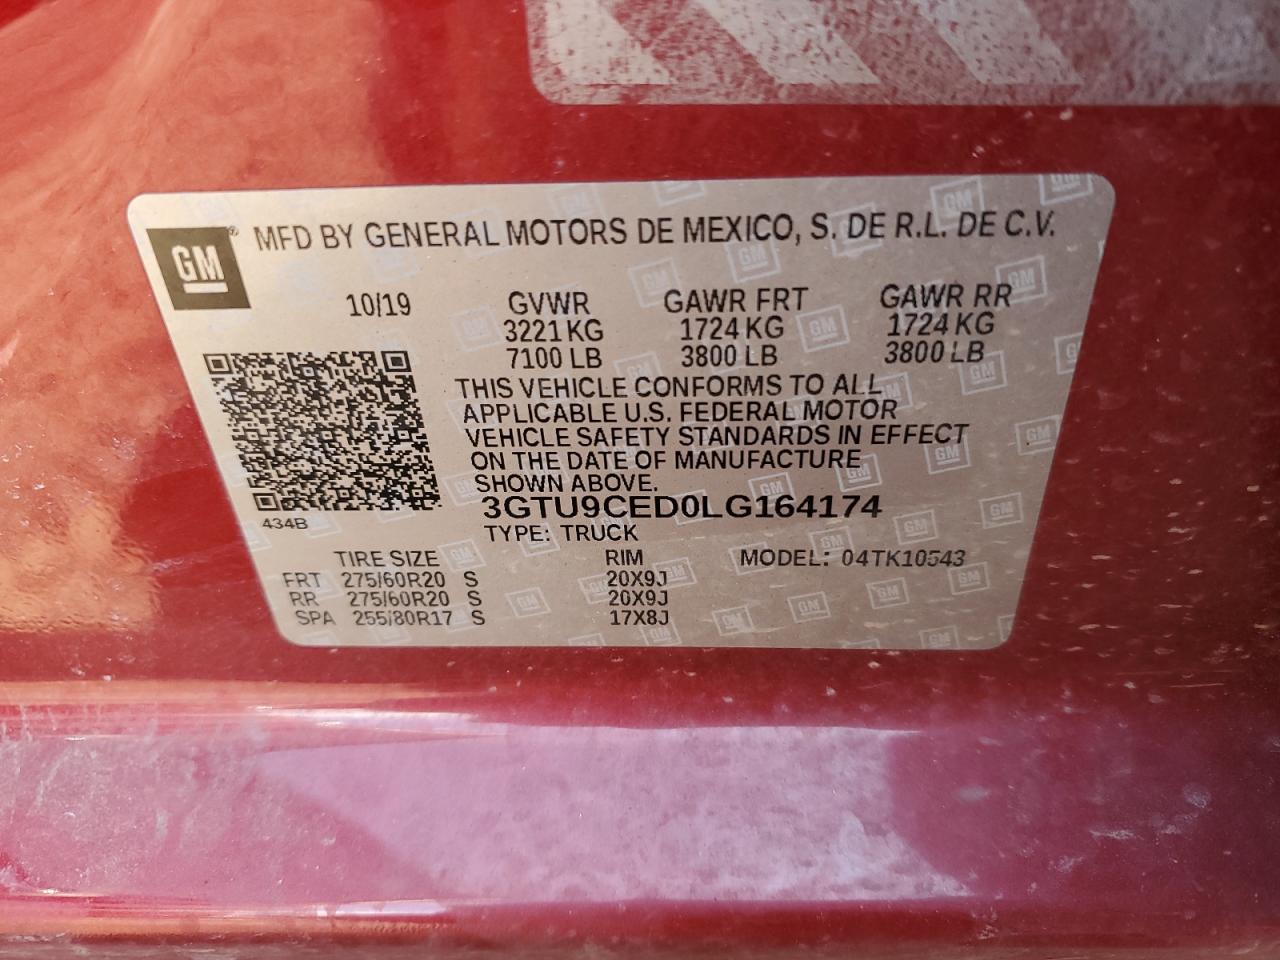 GM
MFD BY GENERAL MOTORS DE MEXICO, S. DE R.L. DE C.V.
10/19 GVWR GAWR FRT GAWR RR
3221 KG 1724 KG 1724 KG
7100 LB 3800 LB 3800 LB
THIS VEHICLE CONFORMS TO ALL
APPLICABLE U.S. FEDERAL MOTOR
VEHICLE SAFETY STANDARDS IN EFFECT
ON THE DATE OF MANUFACTURE
SHOWN ABOVE.
3GTU9CED0LG164174
434B
TYPE: TRUCK
TIRE SIZE RIM MODEL: 04TK10543
FRT 275/60R20 S 20X9J
RR 275/60R20 S 20X9J
SPA 255/80R17 S 17X8J